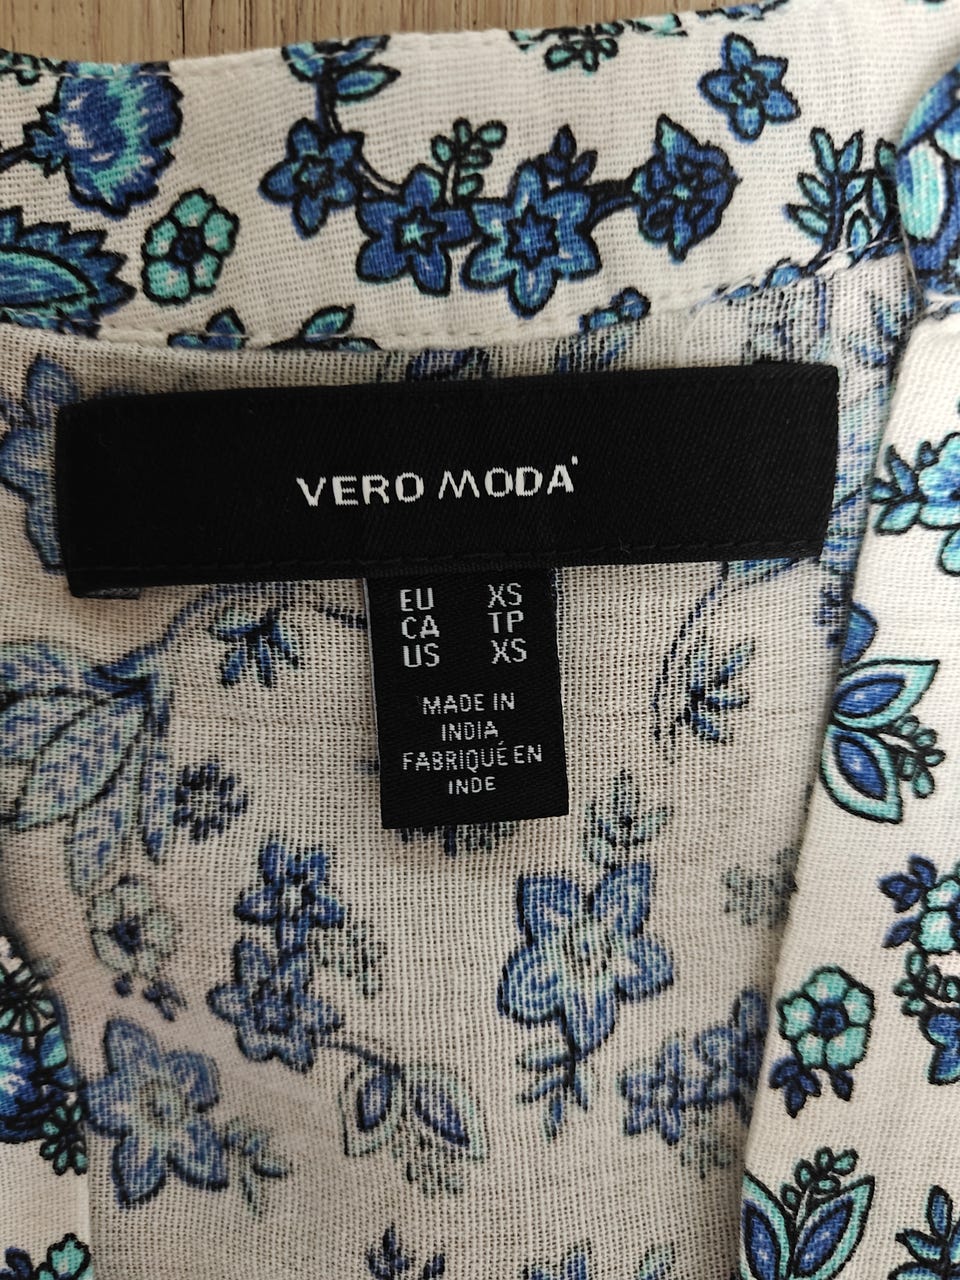 VERO MODA
EU XS
CA TP
US XS
MADE IN
INDIA
FABRIQUÉ EN
INDE